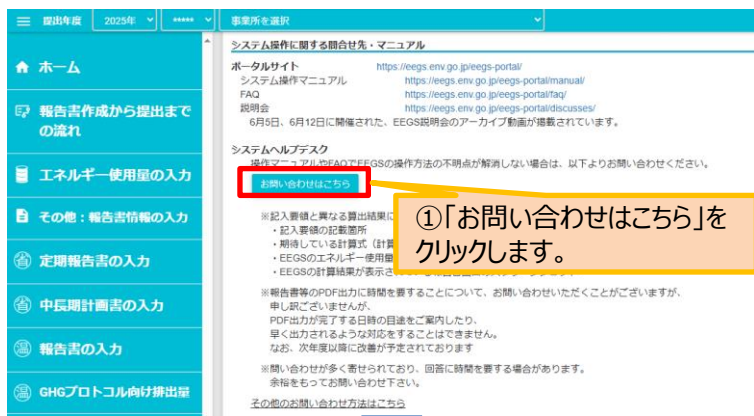 提出年度 2025年 ***** 事業所を選択
ホーム
報告書作成から提出まで
の流れ
エネルギー使用量の入力
その他：報告書情報の入力
定期報告書の入力
中長期計画書の入力
報告書の入力
GHGプロトコル向け排出量
システム操作に関する問合せ先・マニュアル
ポータルサイト https://eegs.env.go.jp/eegs-portal/
システム操作マニュアル https://eegs.env.go.jp/eegs-portal/manual/
FAQ https://eegs.env.go.jp/eegs-portal/faq/
説明会 https://eegs.env.go.jp/eegs-portal/discusses/
6月5日、6月12日に開催された、EEGS説明会のアーカイブ動画が掲載されています。
システムヘルプデスク
操作マニュアルやFAQでEEGSの操作方法の不明点が解消しない場合は、以下よりお問い合わせください。
お問い合わせはこちら
①「お問い合わせはこちら」を
クリックします。
※記入要領と異なる算出結果に
・記入要領の記載箇所
・期待している計算式（計算
・EEGSのエネルギー使用量
・EEGSの計算結果が表示さ
※報告書等のPDF出力に時間を要することについて、お問い合わせいただくことがございますが、
申し訳ございませんが、
PDF出力が完了する日時の目途をご案内したり、
早く出力されるような対応をすることはできません。
なお、次年度以降に改善が予定されております
※問い合わせが多く寄せられており、回答に時間を要する場合があります。
余裕をもってお問い合わせ下さい。
その他のお問い合わせ方法はこちら